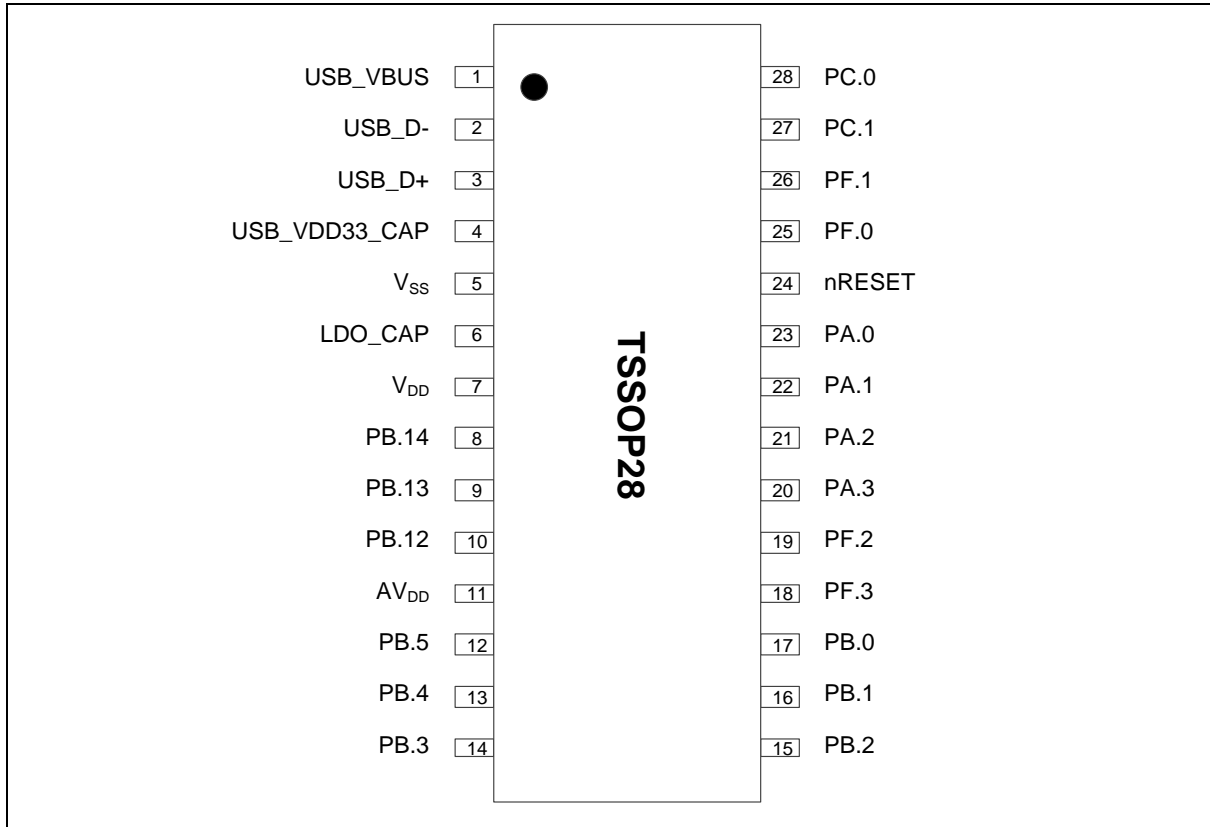 USB_VBUS 1 28 PC.0
USB_D- 2 27 PC.1
USB_D+ 3 26 PF.1
USB_VDD33_CAP 4 25 PF.0
VSS 5 24 nRESET
LDO_CAP 6 23 PA.0
VDD 7 22 PA.1
PB.14 8 21 PA.2
PB.13 9 20 PA.3
PB.12 10 19 PF.2
AVDD 11 18 PF.3
PB.5 12 17 PB.0
PB.4 13 16 PB.1
PB.3 14 15 PB.2
TSSOP28